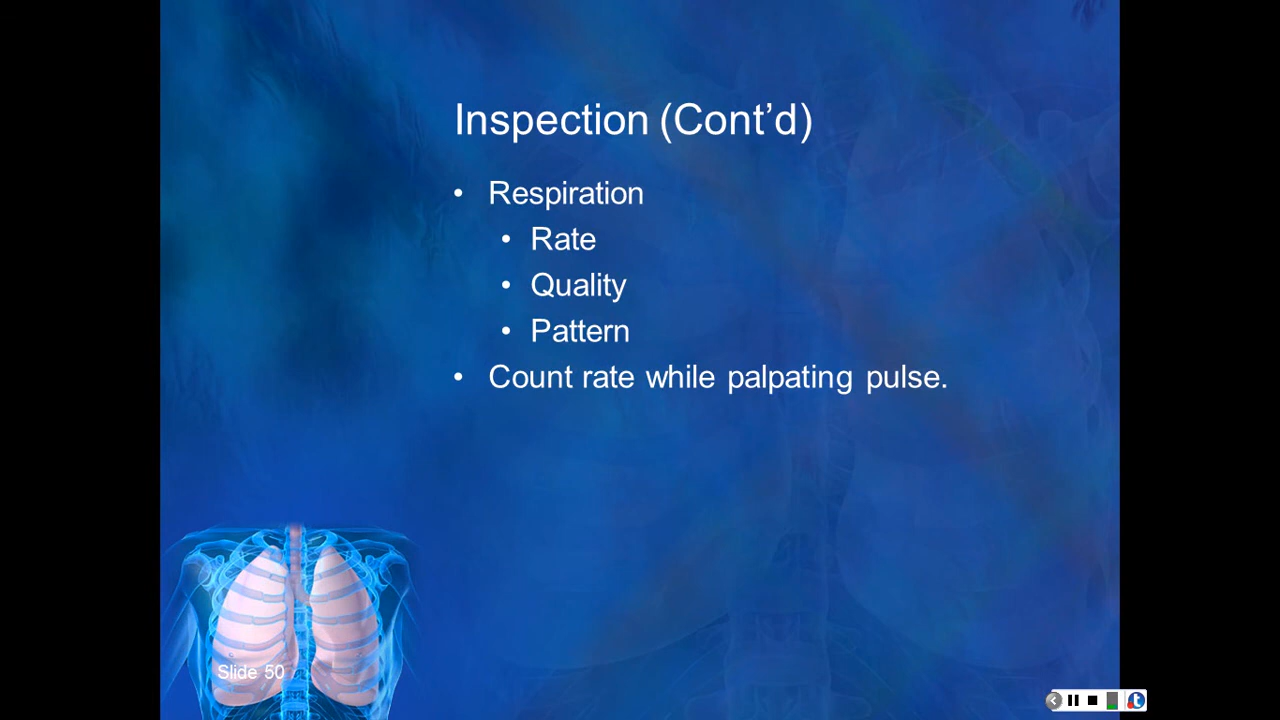 Inspection (Cont’d)
• Respiration
• Rate
• Quality
• Pattern
• Count rate while palpating pulse.
Slide 50
t